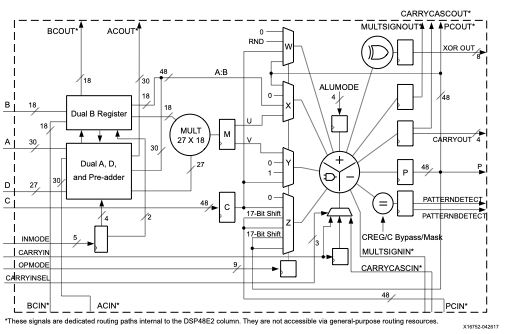 CARRYCASCOUT*
BCOUT* ACOUT* MULTSIGNOUT* PCOUT*
0
RND
W
XOR OUT
8
18
30
48
A:B
ALUMODE
4
48
18
18
B
18
Dual B Register
30
0
X
U
MULT
27 X 18
M
V
CARRYOUT
4
A
30
Dual A, D,
and Pre-adder
30
30
27
0
1
Y
+
−
P
48
P
D
27
C
48
C
0
17-Bit Shift
17-Bit Shift
Z
=
PATTERNDETECT
PATTERNBDETECT
4
2
3
CREG/C Bypass/Mask
INMODE
5
CARRYIN
OPMODE
9
CARRYINSEL
MULTSIGNIN*
CARRYCASCIN*
48
BCIN* ACIN* PCIN*
*These signals are dedicated routing paths internal to the DSP48E2 column. They are not accessible via general-purpose routing resources.
X16752-042617